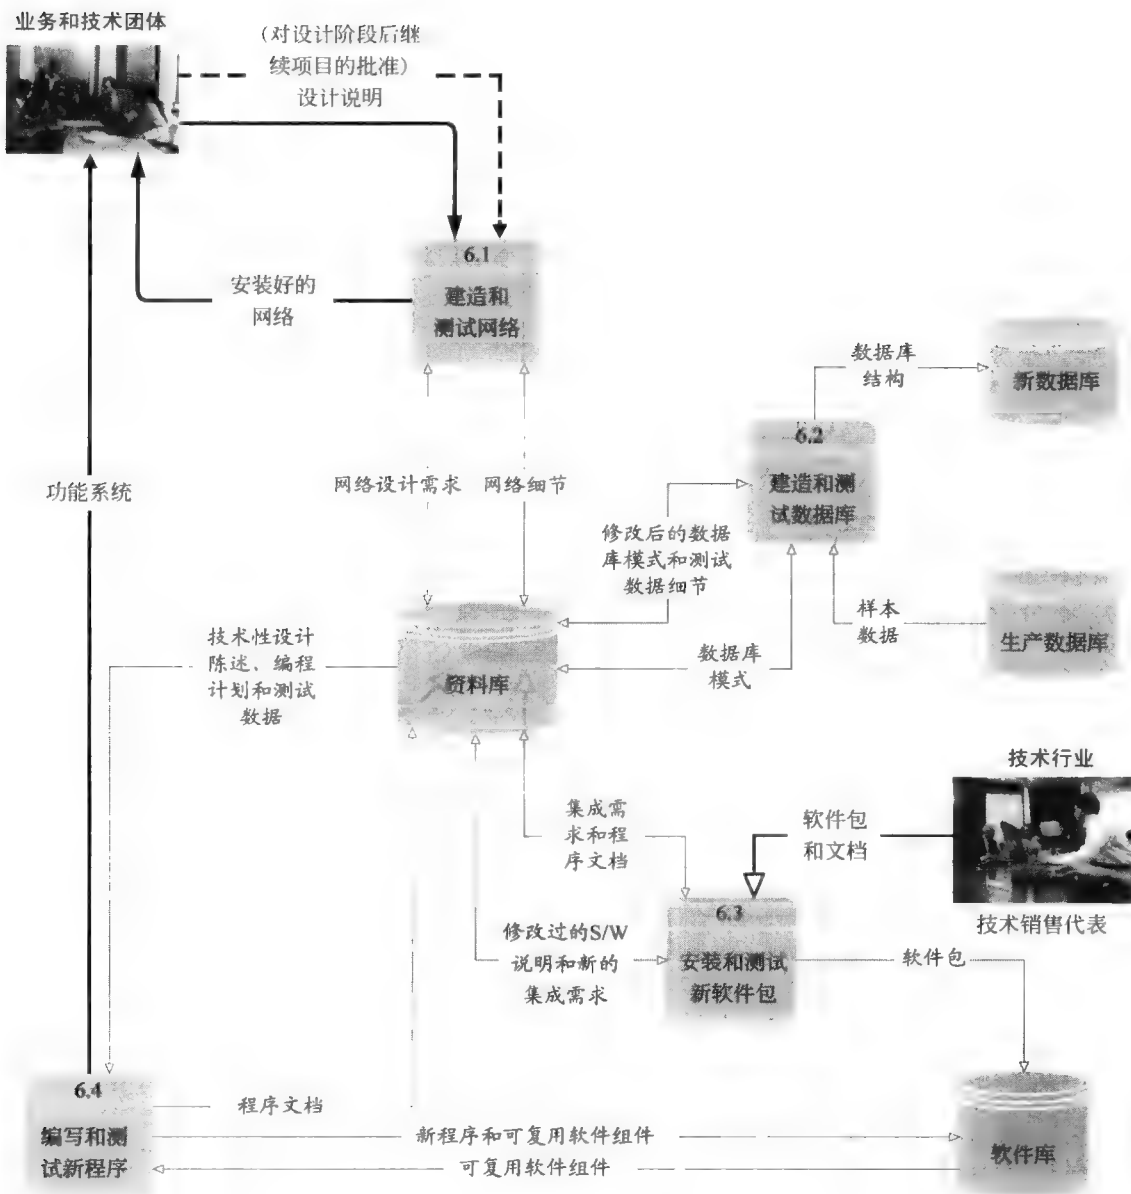 业务和技术团体
(对设计阶段后继
续项目的批准)
设计说明
6.1
建造和
测试网络
安装好的
网络
数据库
结构
新数据库
6.2
建造和测
试数据库
功能系统
网络设计需求
网络细节
修改后的数据
库模式和测试
数据细节
样本
数据
生产数据库
技术性设计
陈述、编程
计划和测试
数据
资料库
数据库
模式
技术行业
集成需
求和程
序文档
软件包
和文档
技术销售代表
6.3
安装和测试
新软件包
修改过的S/W
说明和新的
集成需求
软件包
6.4
编写和测
试新程序
程序文档
新程序和可复用软件组件
可复用软件组件
软件库